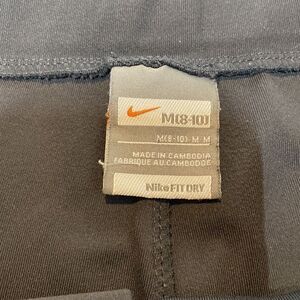 M(8-10)
M(8-10)-M-M
MADE IN CAMBODIA
FABRIQUE AU CAMBODGE
Nike FIT DRY